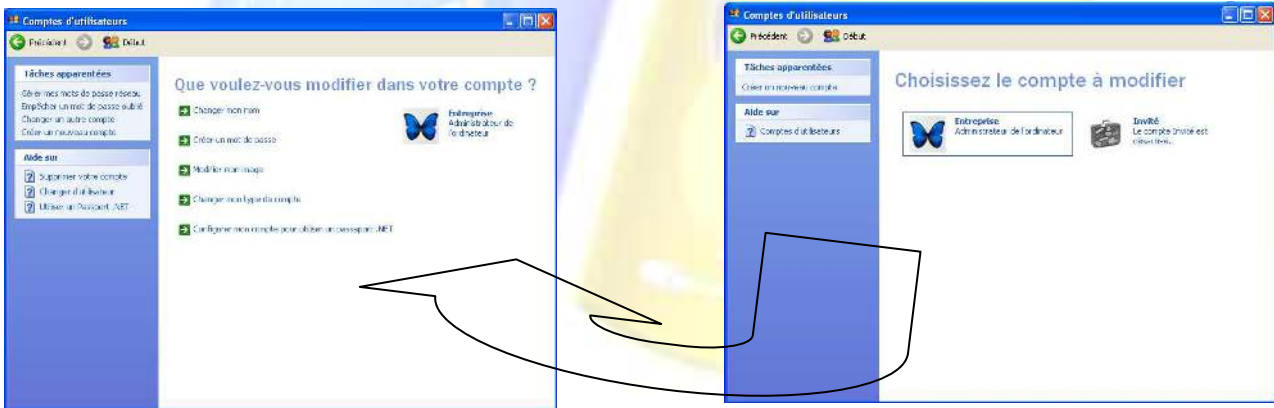 Comptes d'utilisateurs
Précédent Début
Tâches apparentées
Gérer mes mots de passe réseau
Empêcher un mot de passe oublié
Changer un autre compte
Créer un nouveau compte
Aide sur
Supprimer votre compte
Changer d'utilisateur
Utiliser un Passport .NET
Que voulez-vous modifier dans votre compte ?
Changer mon nom
Créer un mot de passe
Modifier mon image
Changer mon type de compte
Configurer mon compte pour utiliser un passeport .NET
Entreprise
Administrateur de
l'ordinateur
Comptes d'utilisateurs
Précédent Début
Tâches apparentées
Créer un nouveau compte
Aide sur
Comptes d'utilisateurs
Choisissez le compte à modifier
Entreprise
Administrateur de l'ordinateur
Invité
Le compte Invité est
désactivé.